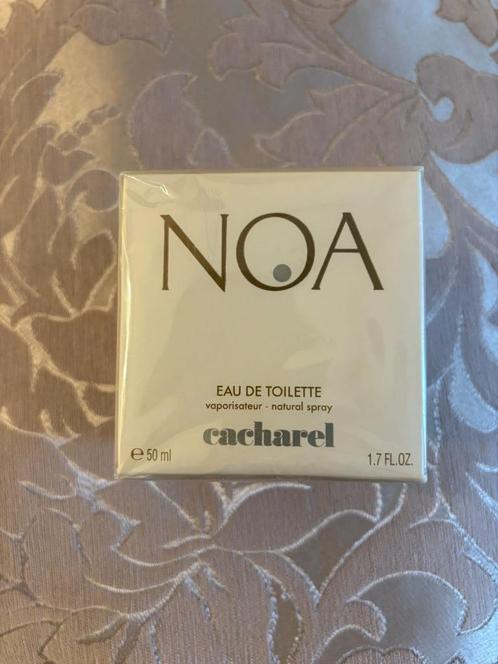 NOA
EAU DE TOILETTE
vaporisateur - natural spray
cacharel
℮ 50 ml 1.7 FL.OZ.